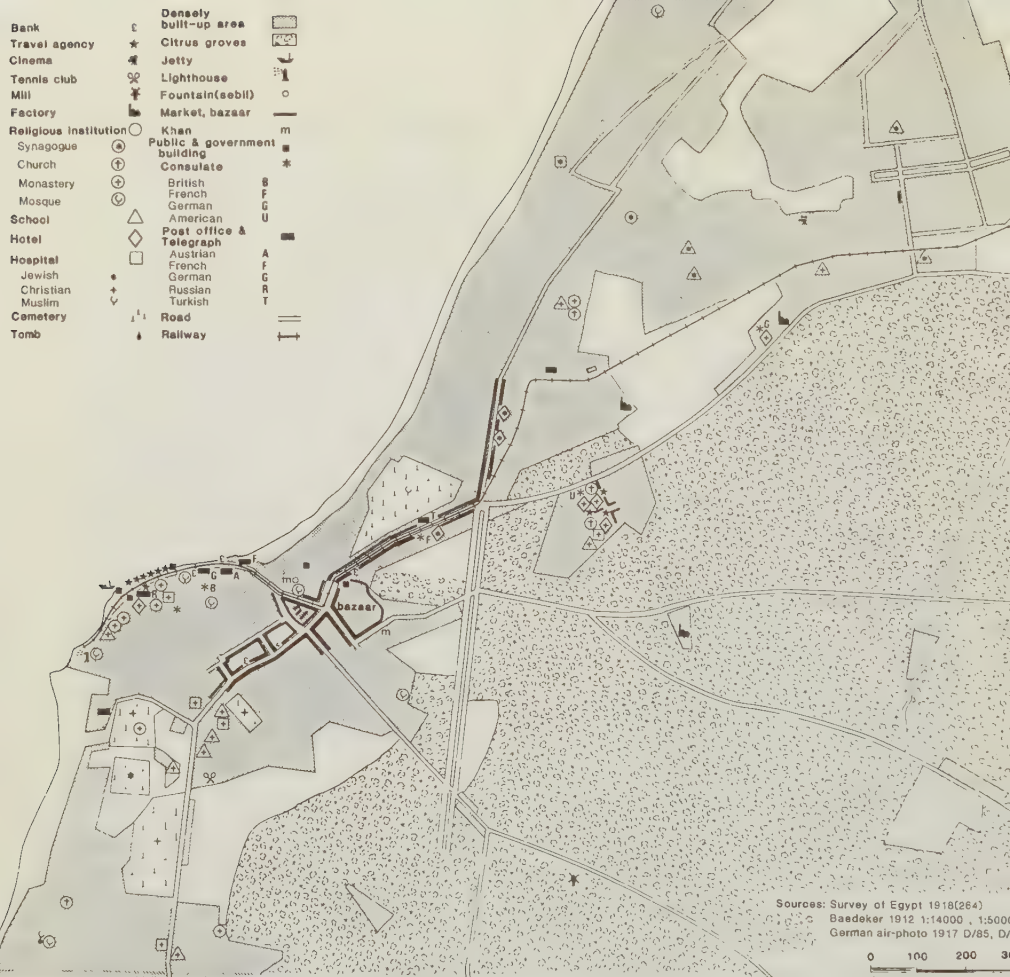 Bank £
Travel agency
Cinema
Tennis club
Mill
Factory
Religious institution
Synagogue
Church
Monastery
Mosque
School
Hotel
Hospital
Jewish
Christian
Muslim
Cemetery
Tomb
Densely
built-up area
Citrus groves
Jetty
Lighthouse
Fountain(sebil)
Market, bazaar
Khan m
Public & government
building
Consulate *
British B
French F
German G
American U
Post office &
Telegraph
Austrian A
French F
German G
Russian R
Turkish T
Road
Railway
G
U
T
F
£
£ F
£ G A
B
R
m
bazaar
m
£
Sources: Survey of Egypt 1918(264)
Baedeker 1912 1:14000 , 1:5000
German air-photo 1917 D/85, D/
0 100 200 30